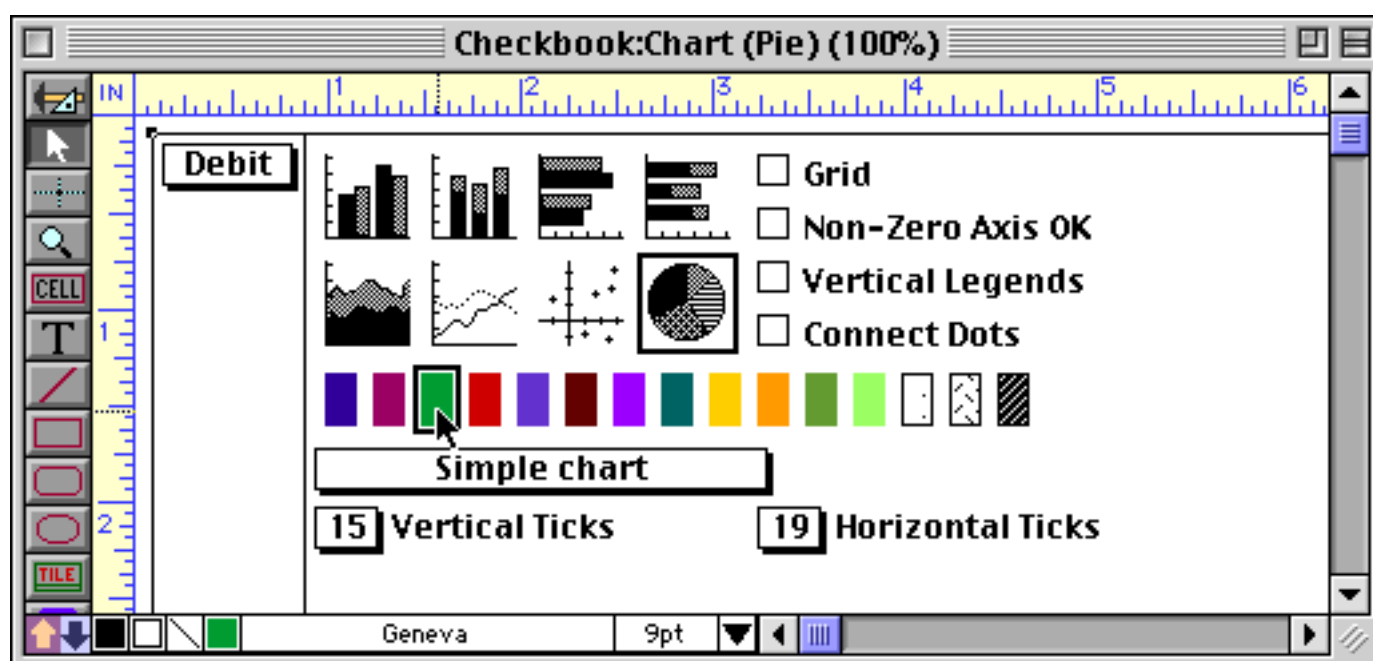 Checkbook:Chart (Pie) (100%)
IN 1 2 3 4 5 6
Debit
Grid
Non-Zero Axis OK
CELL
Vertical Legends
T
1
Connect Dots
Simple chart
2
15 Vertical Ticks 19 Horizontal Ticks
TILE
Geneva 9pt